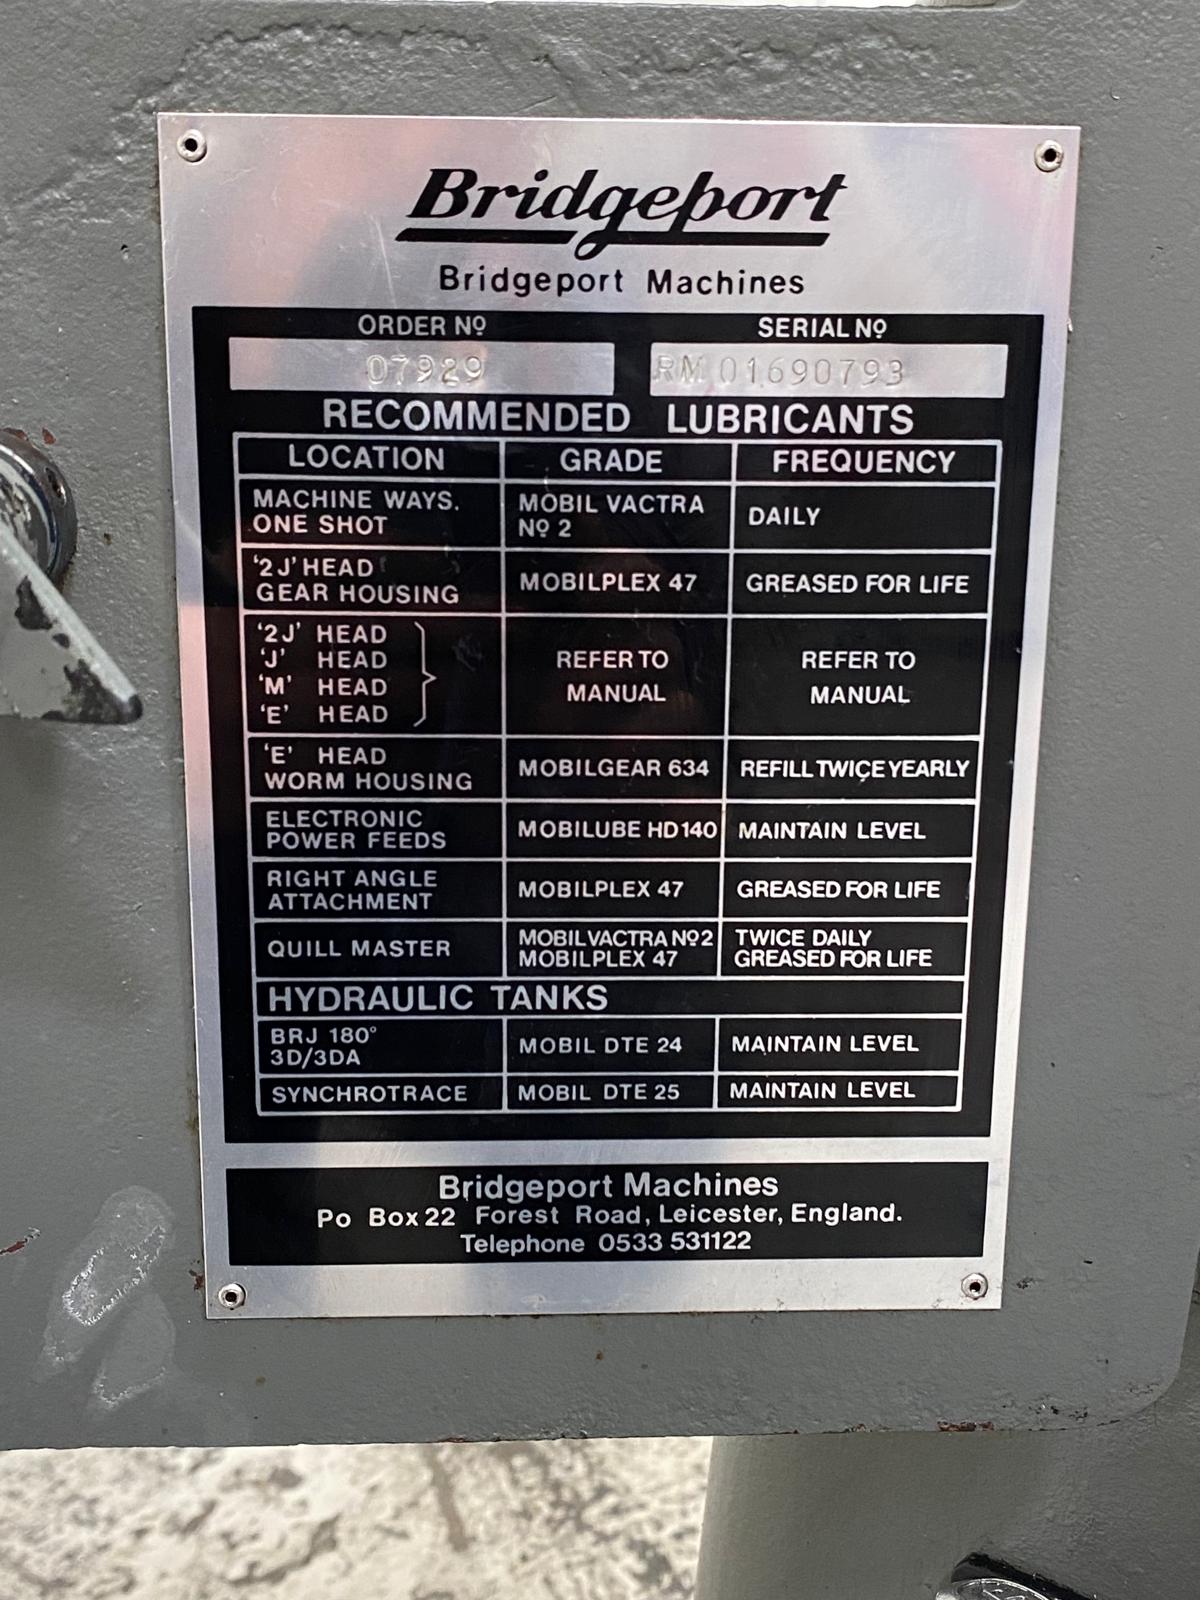 Bridgeport
Bridgeport Machines
ORDER Nº SERIAL Nº
07929 RM 01690793
RECOMMENDED LUBRICANTS
LOCATION GRADE FREQUENCY
MACHINE WAYS. ONE SHOT MOBIL VACTRA Nº 2 DAILY
'2J' HEAD GEAR HOUSING MOBILPLEX 47 GREASED FOR LIFE
'2J' HEAD
'J' HEAD
'M' HEAD
'E' HEAD
REFER TO MANUAL REFER TO MANUAL
'E' HEAD WORM HOUSING MOBILGEAR 634 REFILL TWICE YEARLY
ELECTRONIC POWER FEEDS MOBILUBE HD 140 MAINTAIN LEVEL
RIGHT ANGLE ATTACHMENT MOBILPLEX 47 GREASED FOR LIFE
QUILL MASTER MOBIL VACTRA Nº 2 MOBILPLEX 47 TWICE DAILY GREASED FOR LIFE
HYDRAULIC TANKS
BRJ 180° 3D/3DA MOBIL DTE 24 MAINTAIN LEVEL
SYNCHROTRACE MOBIL DTE 25 MAINTAIN LEVEL
Bridgeport Machines
Po Box 22 Forest Road, Leicester, England.
Telephone 0533 531122